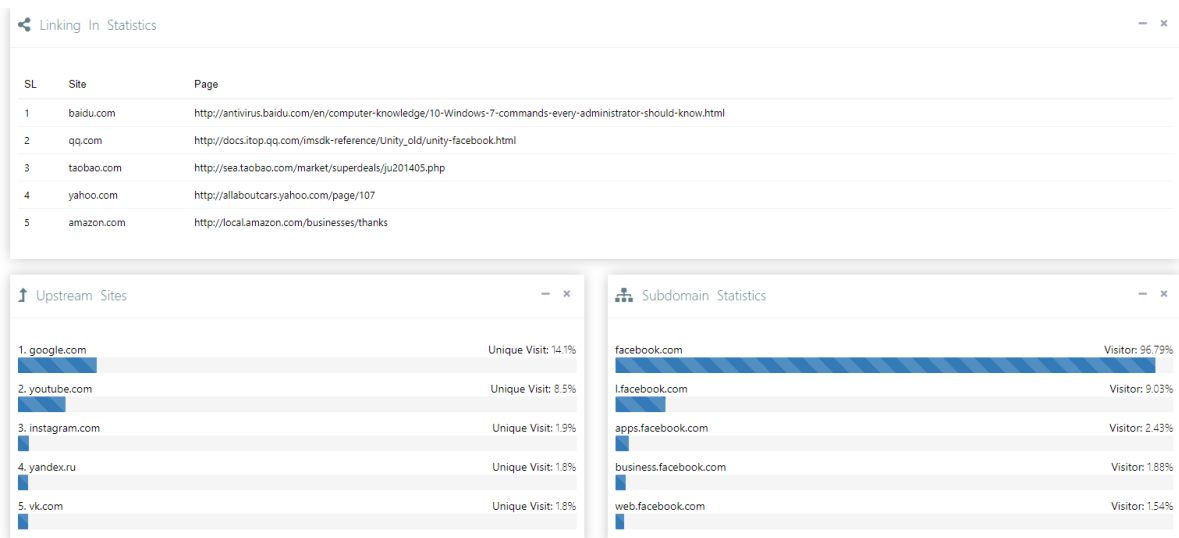 Linking In Statistics
SL Site Page
1 baidu.com http://antivirus.baidu.com/en/computer-knowledge/10-Windows-7-commands-every-administrator-should-know.html
2 qq.com http://docs.itop.qq.com/imsdk-reference/Unity_old/unity-facebook.html
3 taobao.com http://sea.taobao.com/market/superdeals/ju201405.php
4 yahoo.com http://allaboutcars.yahoo.com/page/107
5 amazon.com http://local.amazon.com/businesses/thanks
Upstream Sites
1. google.com Unique Visit: 14.1%
2. youtube.com Unique Visit: 8.5%
3. instagram.com Unique Visit: 1.9%
4. yandex.ru Unique Visit: 1.8%
5. vk.com Unique Visit: 1.8%
Subdomain Statistics
facebook.com Visitor: 96.79%
l.facebook.com Visitor: 9.03%
apps.facebook.com Visitor: 2.43%
business.facebook.com Visitor: 1.88%
web.facebook.com Visitor: 1.54%